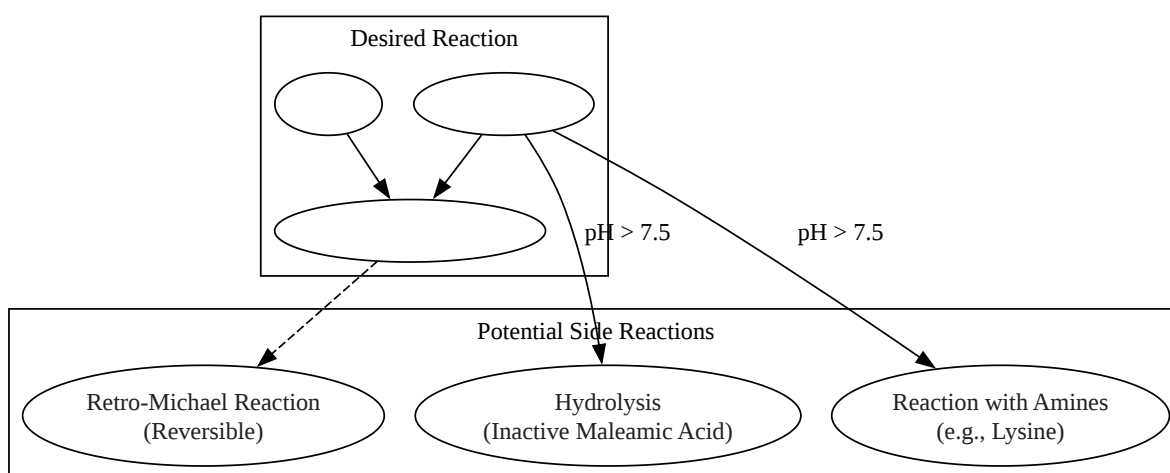 Desired Reaction
pH > 7.5
pH > 7.5
Potential Side Reactions
Retro-Michael Reaction
(Reversible)
Hydrolysis
(Inactive Maleamic Acid)
Reaction with Amines
(e.g., Lysine)